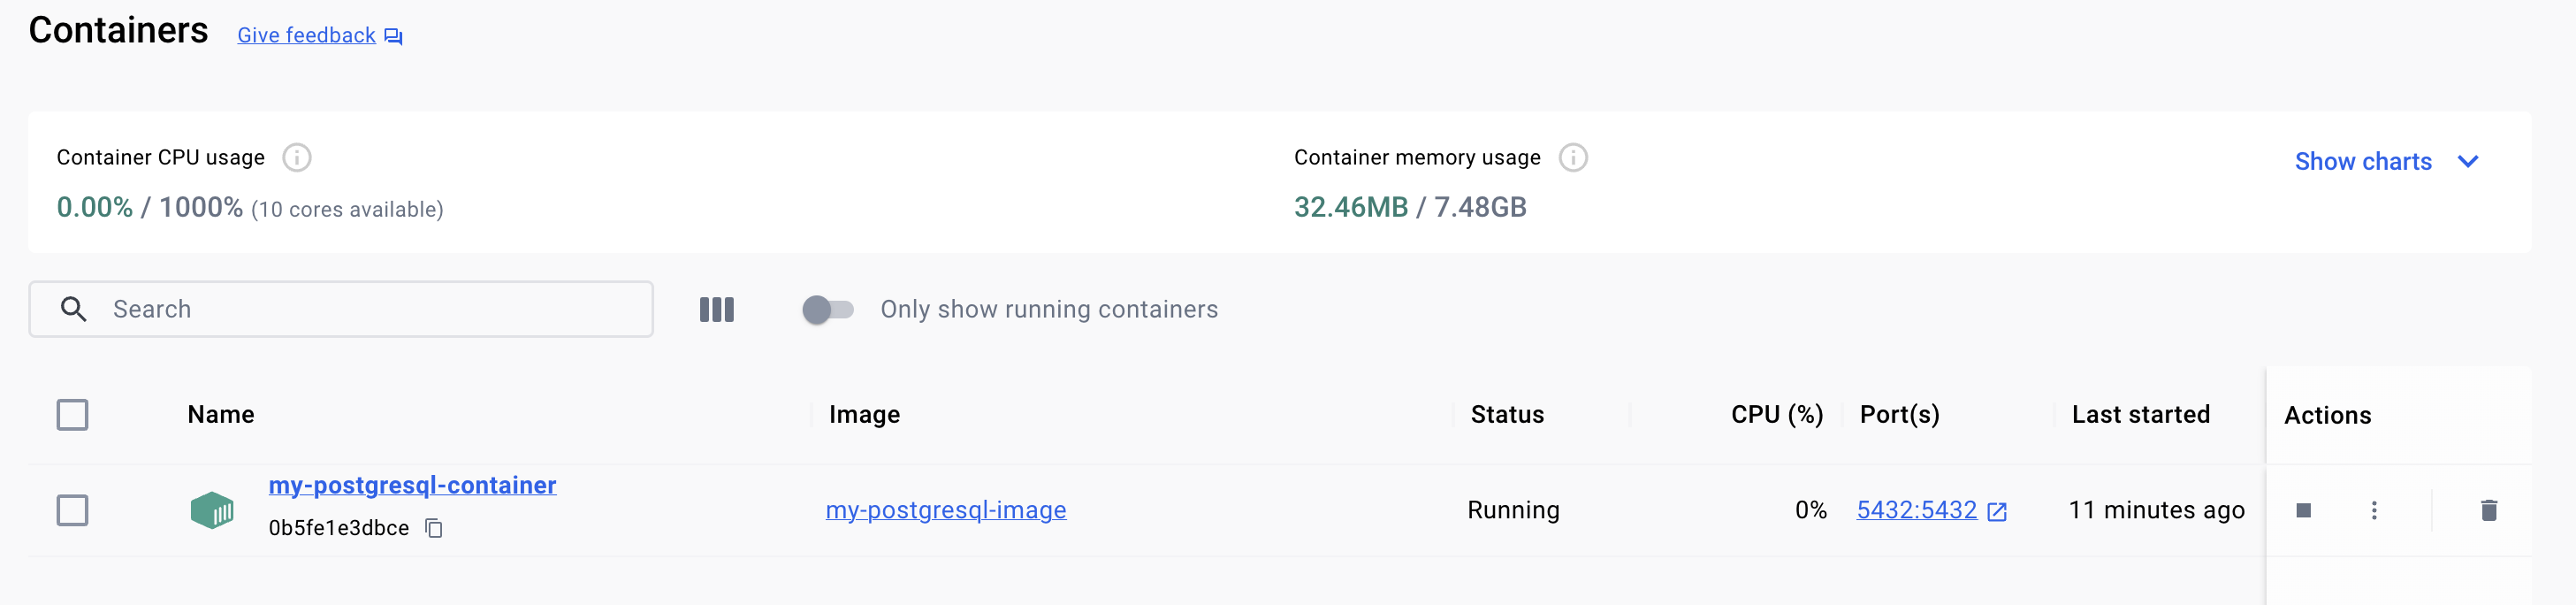 Containers Give feedback
Container CPU usage
0.00% / 1000% (10 cores available)
Container memory usage
32.46MB / 7.48GB
Show charts
Search
Only show running containers
Name Image Status CPU (%) Port(s) Last started Actions
my-postgresql-container
0b5fe1e3dbce
my-postgresql-image Running 0% 5432:5432 11 minutes ago